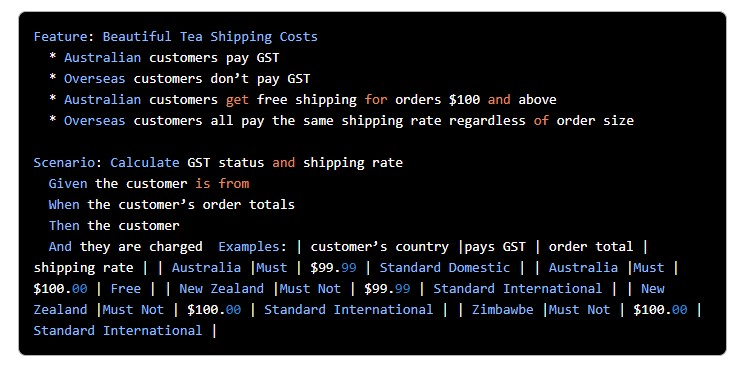 Feature: Beautiful Tea Shipping Costs
* Australian customers pay GST
* Overseas customers don’t pay GST
* Australian customers get free shipping for orders $100 and above
* Overseas customers all pay the same shipping rate regardless of order size
Scenario: Calculate GST status and shipping rate
Given the customer is from
When the customer’s order totals
Then the customer
And they are charged  Examples: | customer’s country |pays GST | order total |
shipping rate | | Australia |Must | $99.99 | Standard Domestic | | Australia |Must |
$100.00 | Free | | New Zealand |Must Not | $99.99 | Standard International | | New
Zealand |Must Not | $100.00 | Standard International | | Zimbabwe |Must Not | $100.00 |
Standard International |